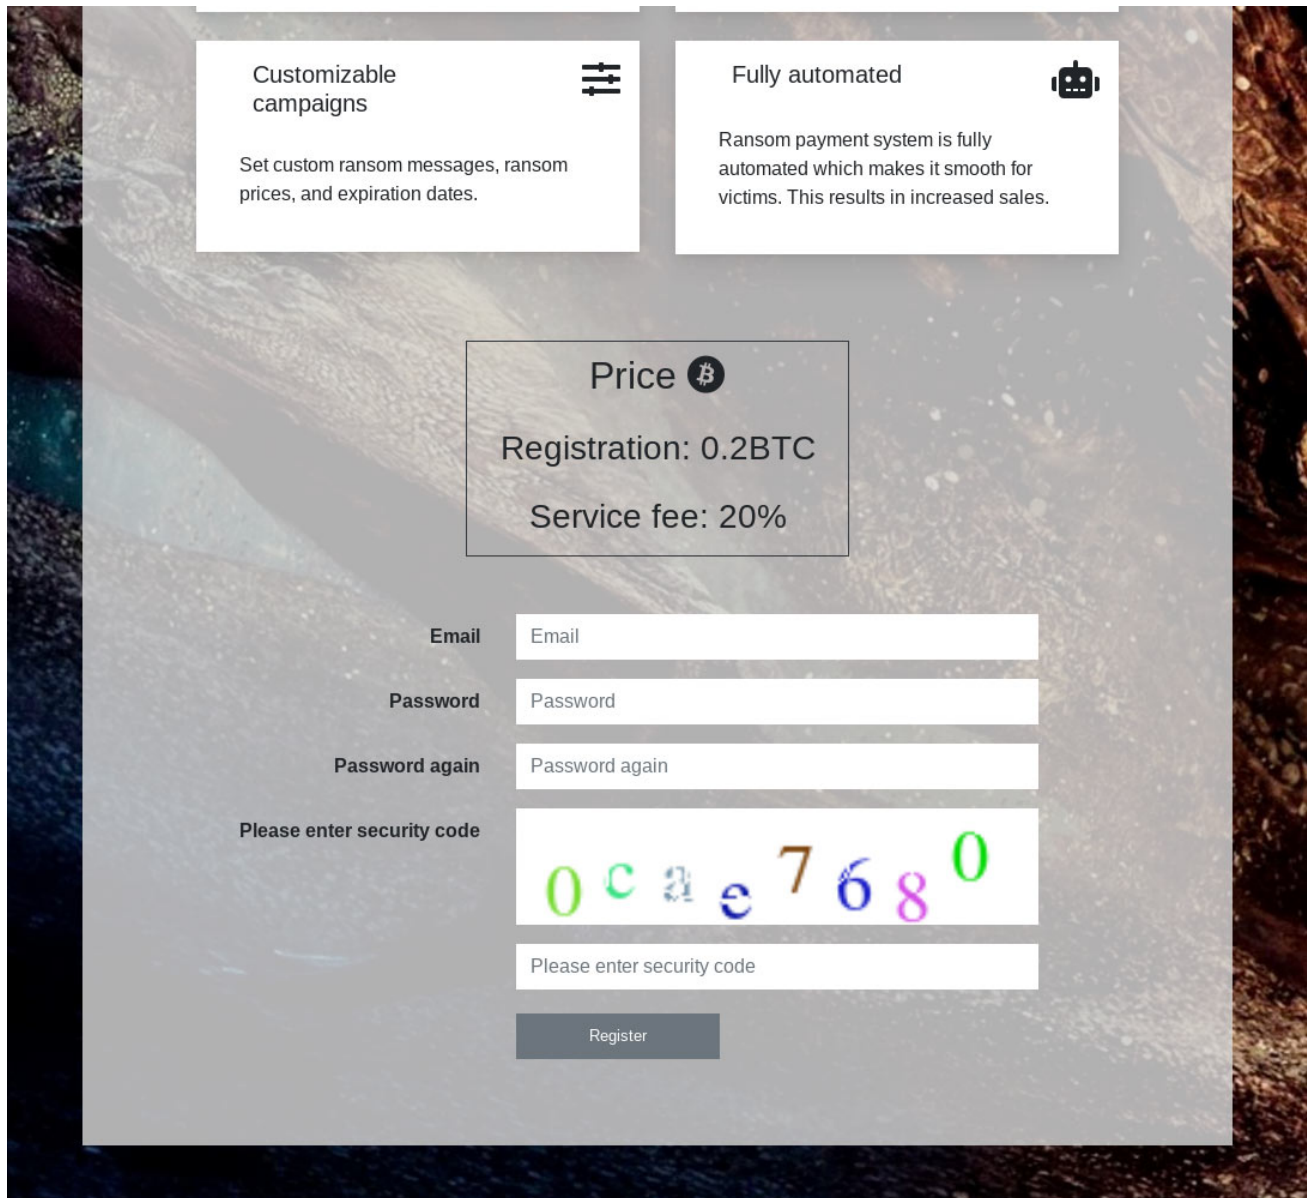 Customizable
campaigns
Set custom ransom messages, ransom
prices, and expiration dates.
Fully automated
Ransom payment system is fully
automated which makes it smooth for
victims. This results in increased sales.
Price
Registration: 0.2BTC
Service fee: 20%
Email Email
Password Password
Password again Password again
Please enter security code
0cae7680
Please enter security code
Register